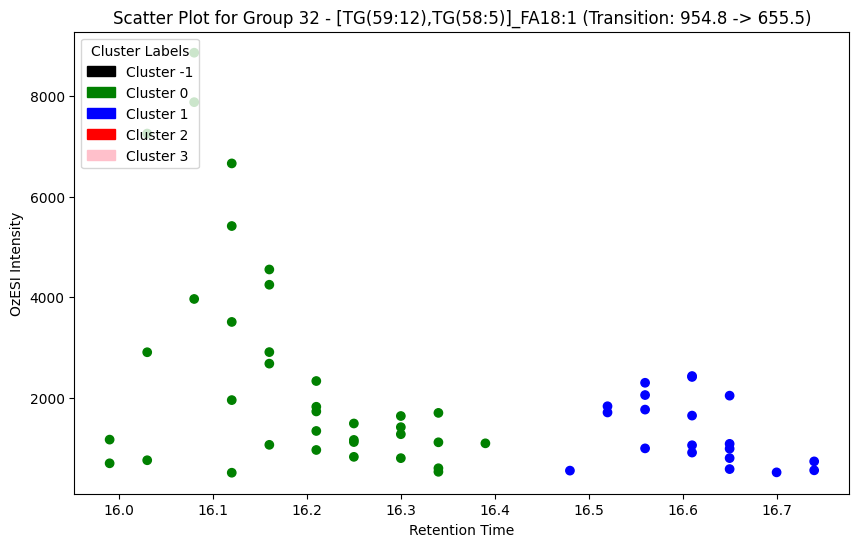 Scatter Plot for Group 32 - [TG(59:12),TG(58:5)]_FA18:1 (Transition: 954.8 -> 655.5)
Cluster Labels
Cluster -1
Cluster 0
Cluster 1
Cluster 2
Cluster 3
OzESI Intensity
8000
6000
4000
2000
16.0 16.1 16.2 16.3 16.4 16.5 16.6 16.7
Retention Time